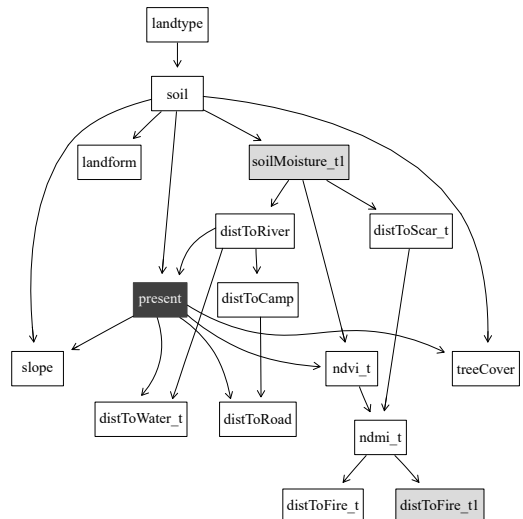 landtype
soil
landform
soilMoisture_t1
distToRiver
distToScar_t
present
distToCamp
slope
ndvi_t
treeCover
distToWater_t
distToRoad
ndmi_t
distToFire_t
distToFire_t1